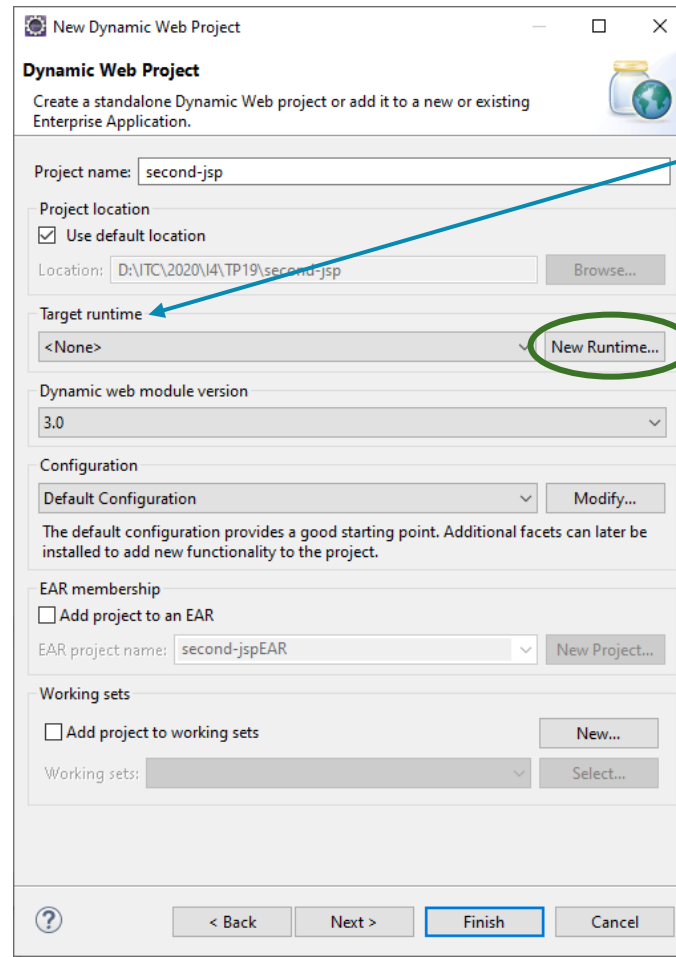 New Dynamic Web Project
Dynamic Web Project
Create a standalone Dynamic Web project or add it to a new or existing
Enterprise Application.
Project name: second-jsp
Project location
Use default location
Location: D:\ITC\2020\I4\TP19\second-jsp Browse...
Target runtime
<None> New Runtime...
Dynamic web module version
3.0
Configuration
Default Configuration Modify...
The default configuration provides a good starting point. Additional facets can later be
installed to add new functionality to the project.
EAR membership
Add project to an EAR
EAR project name: second-jspEAR New Project...
Working sets
Add project to working sets New...
Working sets: Select...
? < Back Next > Finish Cancel